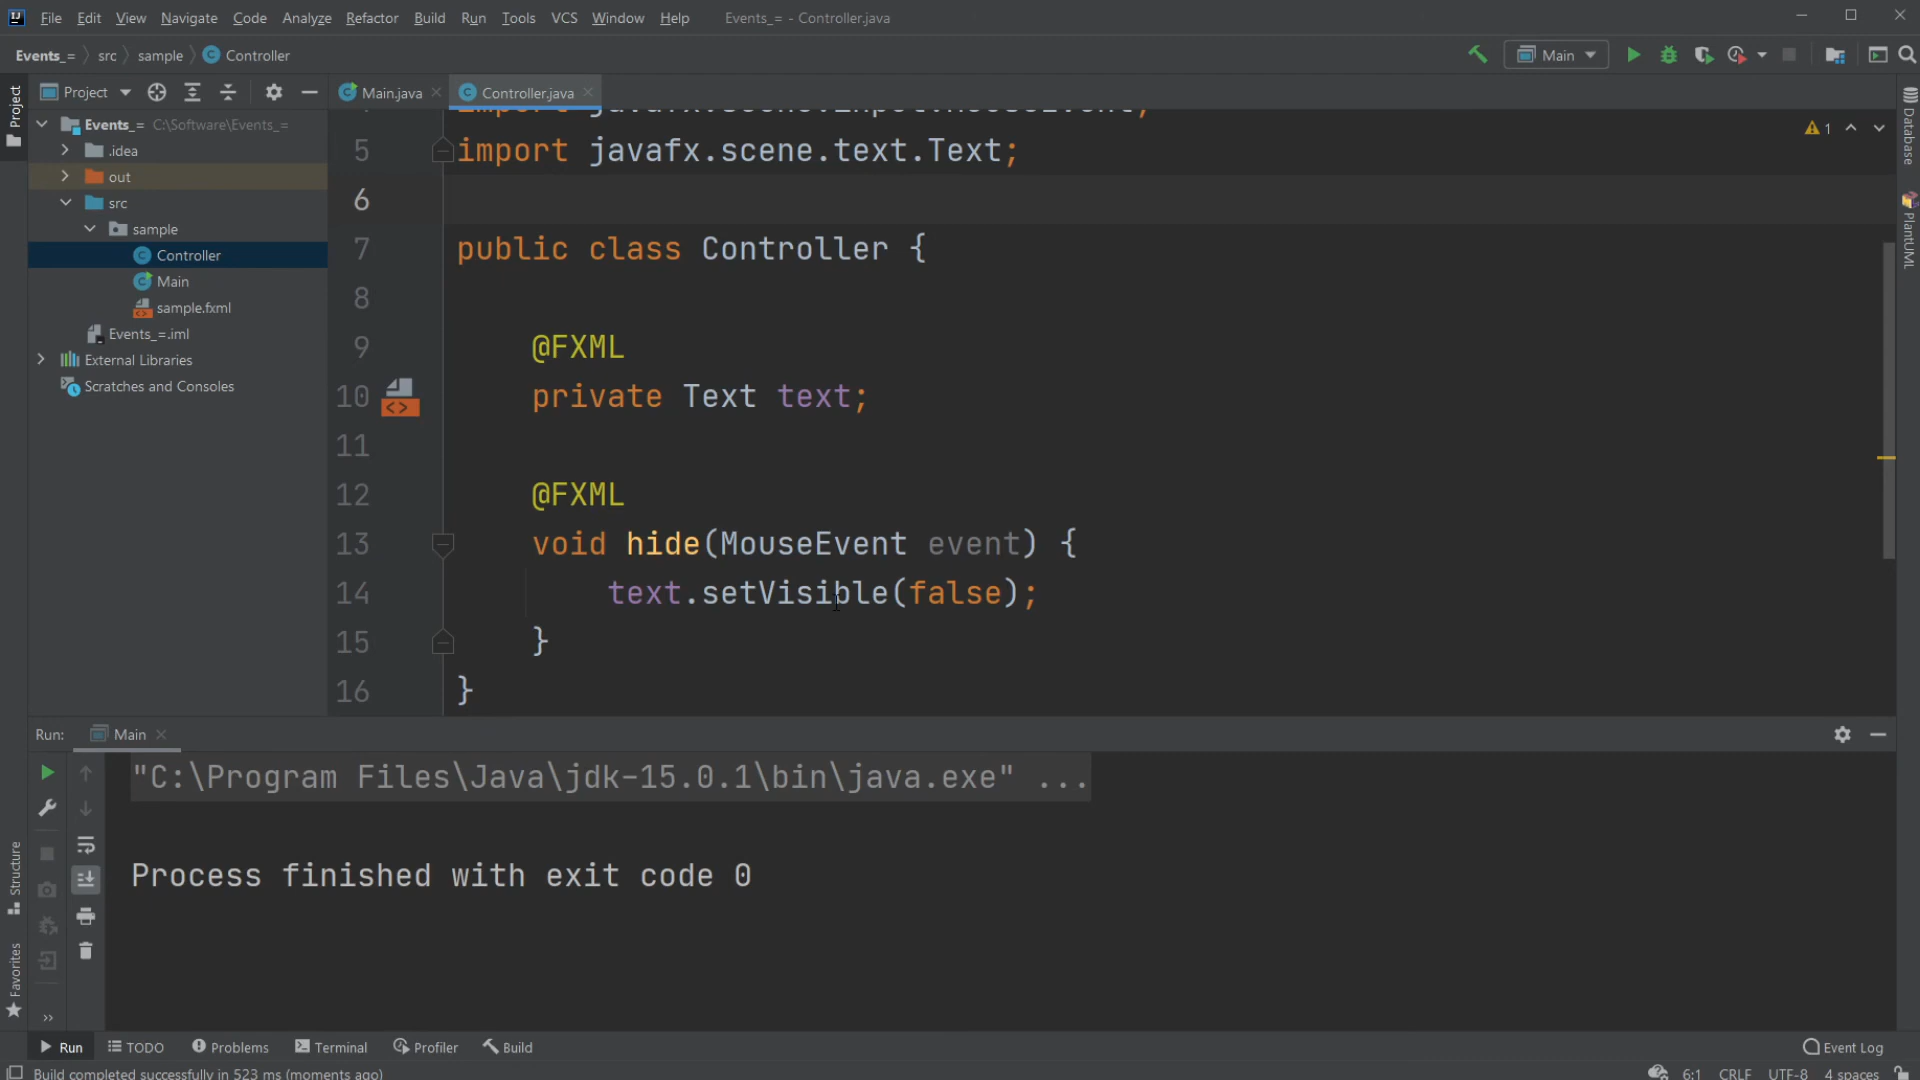 File Edit View Navigate Code Analyze Refactor Build Run Tools VCS Window Help Events_= - Controller.java
Events_= src sample Controller Main
Project Main.java Controller.java
Project
Events_= C:\Software\Events_=
.idea
out
src
sample
Controller
Main
sample.fxml
Events_=.iml
External Libraries
Scratches and Consoles
5 import javafx.scene.text.Text;
6
7 public class Controller {
8
9 @FXML
10 private Text text;
11
12 @FXML
13 void hide(MouseEvent event) {
14 text.setVisible(false);
15 }
16 }
1
Database
PlantUML
Run: Main
"C:\Program Files\Java\jdk-15.0.1\bin\java.exe" ...
Process finished with exit code 0
Structure
Favorites
Run TODO Problems Terminal Profiler Build Event Log
Build completed successfully in 523 ms (moments ago) 6:1 CRLF UTF-8 4 spaces